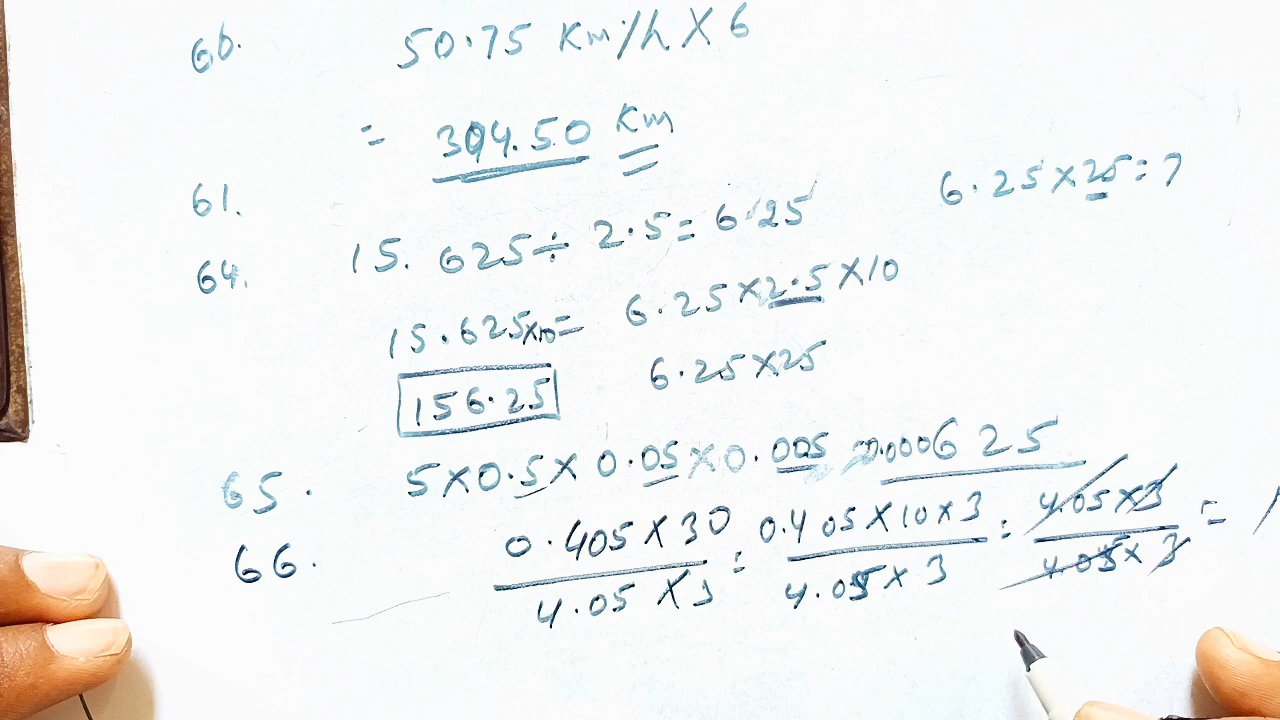 60. 50.75 Km/h X 6
= 304.50 Km
61.
6.25 X 25 = ?
64. 15.625 ÷ 2.5 = 6.25
15.625 x10 = 6.25 X 2.5 X 10
156.25 6.25 X 25
65. 5 X 0.5 X 0.05 X 0.005 0.000625
66. 0.405 X 30 / 4.05 X 3 = 0.405 X 10 X 3 / 4.05 X 3 = 4.05 X 3 / 4.05 X 3 = 1